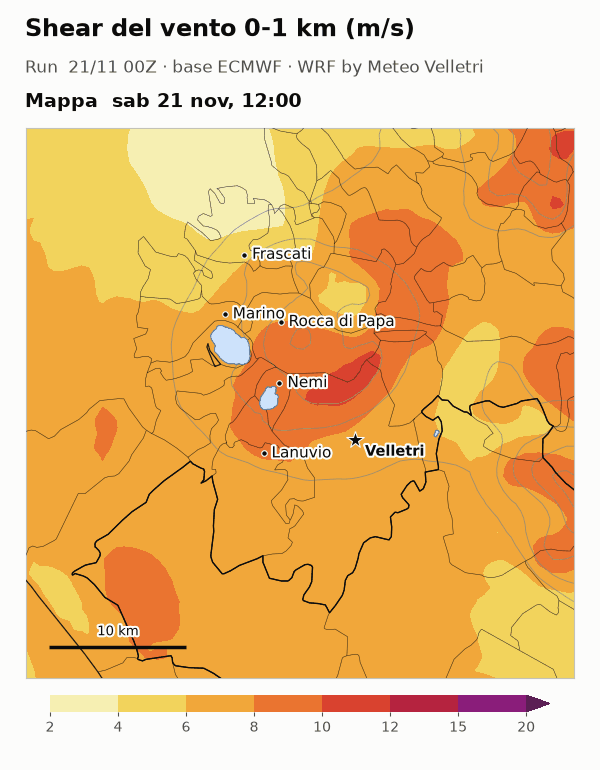 Shear del vento 0-1 km (m/s)
Run  21/11 00Z · base ECMWF · WRF by Meteo Velletri
Mappa  sab 21 nov, 12:00
Frascati
Marino
Rocca di Papa
Nemi
Velletri
Lanuvio
10 km
2 4 6 8 10 12 15 20